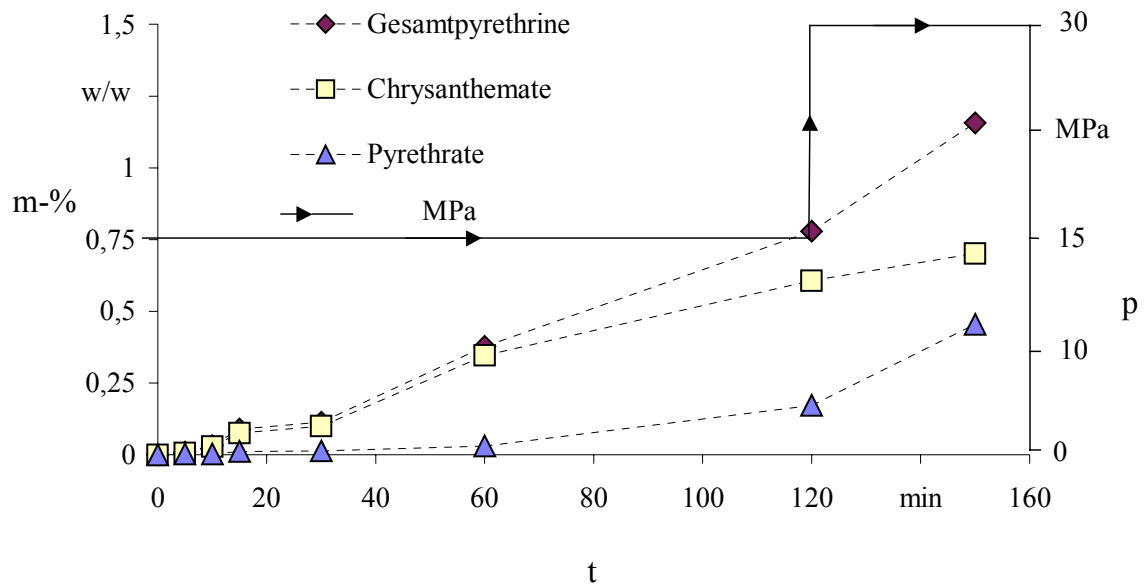 1,5
Gesamtpyrethrine
30
w/w
Chrysanthemate
MPa
1
Pyrethrate
m-%
MPa
0,75
15
0,5
p
10
0,25
0
0
0 20 40 60 80 100 120 min 160
t